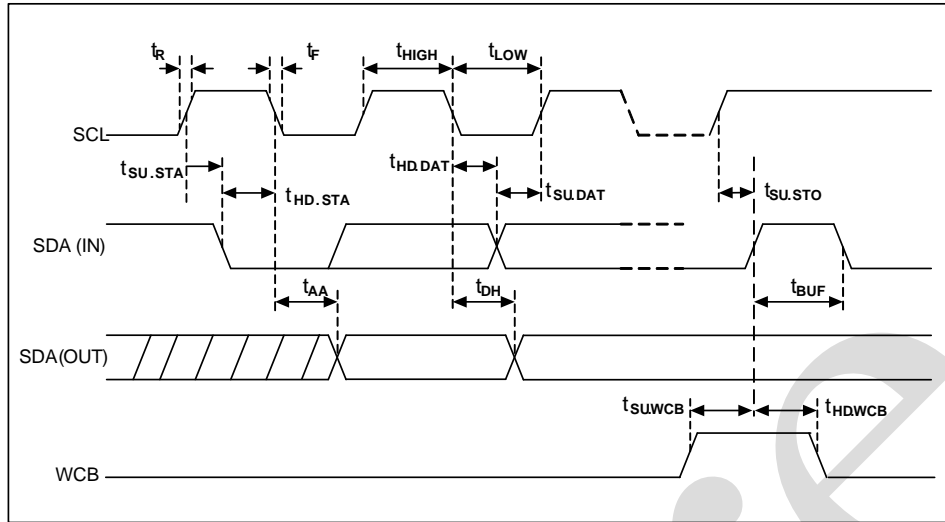 tR
tF
tHIGH
tLOW
SCL
tSU.STA
tHD.STA
tHD.DAT
tSU.DAT
tSU.STO
SDA (IN)
tAA
tDH
tBUF
SDA(OUT)
tSU.WCB
tHD.WCB
WCB